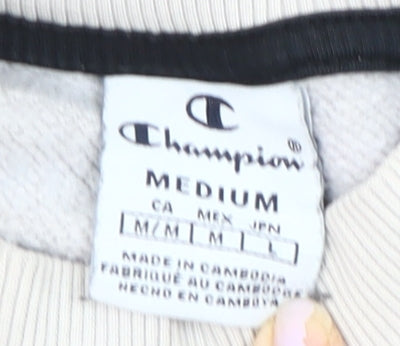 Champion®
MEDIUM
CA MEX JPN
M/M M L
MADE IN CAMBODIA
FABRIQUÉ AU CAMBODGE
HECHO EN CAMBOYA